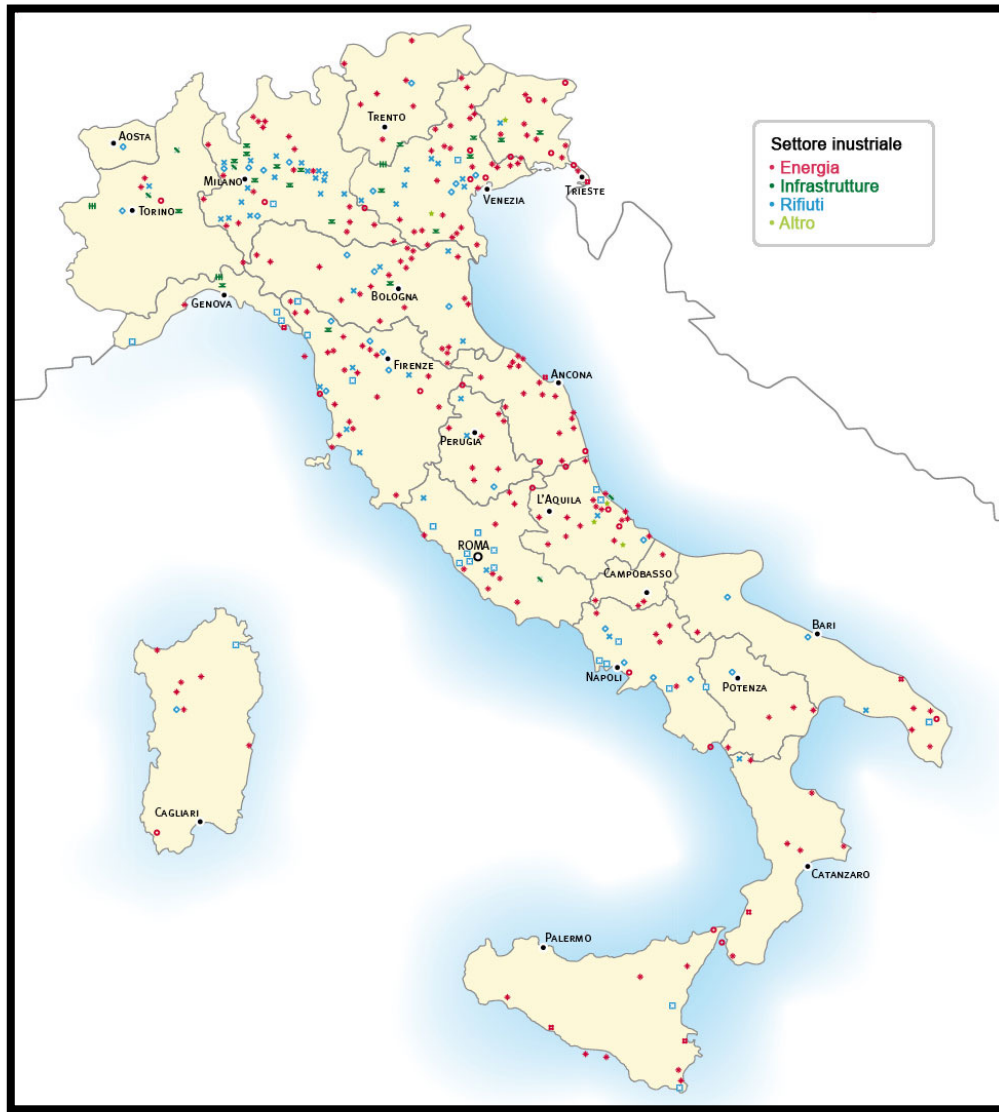 Settore inustriale
• Energia
• Infrastrutture
• Rifiuti
• Altro
Trento
Aosta
Milano
Trieste
Venezia
Torino
Bologna
Genova
Firenze
Ancona
Perugia
L'Aquila
ROMA
Campobasso
Bari
Napoli
Potenza
Cagliari
Catanzaro
Palermo